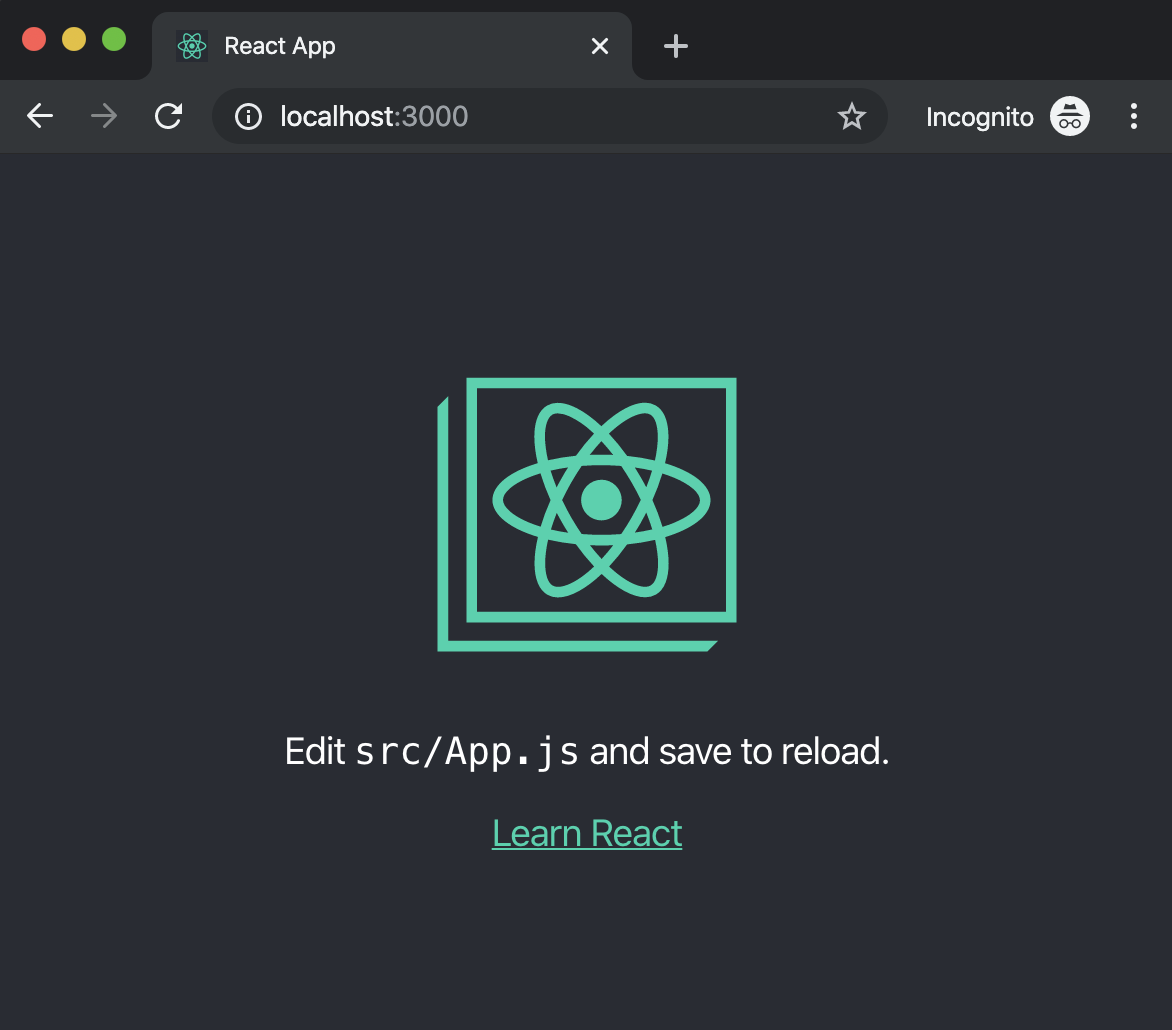 React App
localhost:3000
Incognito
Edit src/App.js and save to reload.
Learn React